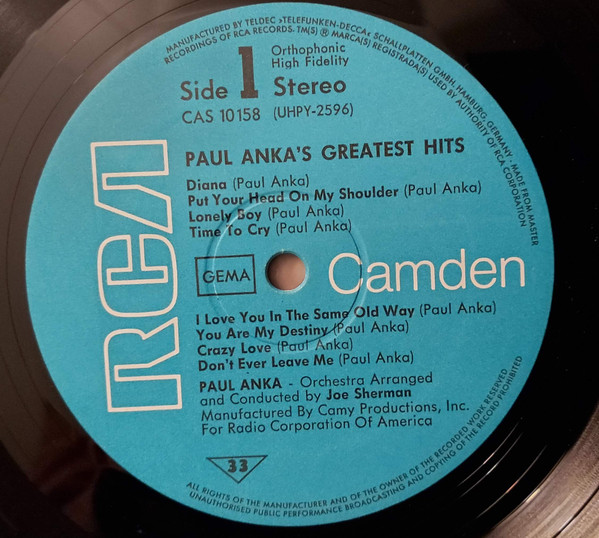 MANUFACTURED BY TELDEC »TELEFUNKEN-DECCA« SCHALLPLATTEN GMBH, HAMBURG, GERMANY · MADE FROM MASTER
RECORDINGS OF RCA RECORDS. TM(S) ® MARCA(S) REGISTRADA(S) USED BY AUTHORITY OF RCA CORPORATION
Orthophonic
High Fidelity
Side 1 Stereo
CAS 10158 (UHPY-2596)
RCA
PAUL ANKA'S GREATEST HITS
Diana (Paul Anka)
Put Your Head On My Shoulder (Paul Anka)
Lonely Boy (Paul Anka)
Time To Cry (Paul Anka)
GEMA
Camden
I Love You In The Same Old Way (Paul Anka)
You Are My Destiny (Paul Anka)
Crazy Love (Paul Anka)
Don't Ever Leave Me (Paul Anka)
PAUL ANKA - Orchestra Arranged
and Conducted by Joe Sherman
Manufactured By Camy Productions, Inc.
For Radio Corporation Of America
33
ALL RIGHTS OF THE MANUFACTURER AND OF THE OWNER OF THE RECORDED WORK RESERVED
UNAUTHORISED PUBLIC PERFORMANCE BROADCASTING AND COPYING OF THE RECORD PROHIBITED